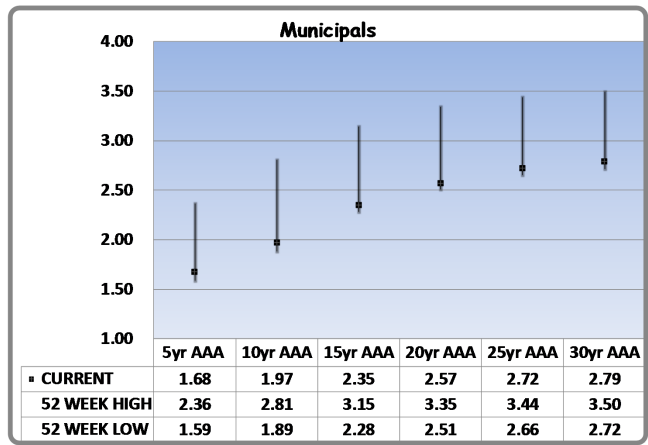 Municipals
4.00
3.50
3.00
2.50
2.00
1.50
1.00
5yr AAA 10yr AAA 15yr AAA 20yr AAA 25yr AAA 30yr AAA
CURRENT 1.68 1.97 2.35 2.57 2.72 2.79
52 WEEK HIGH 2.36 2.81 3.15 3.35 3.44 3.50
52 WEEK LOW 1.59 1.89 2.28 2.51 2.66 2.72